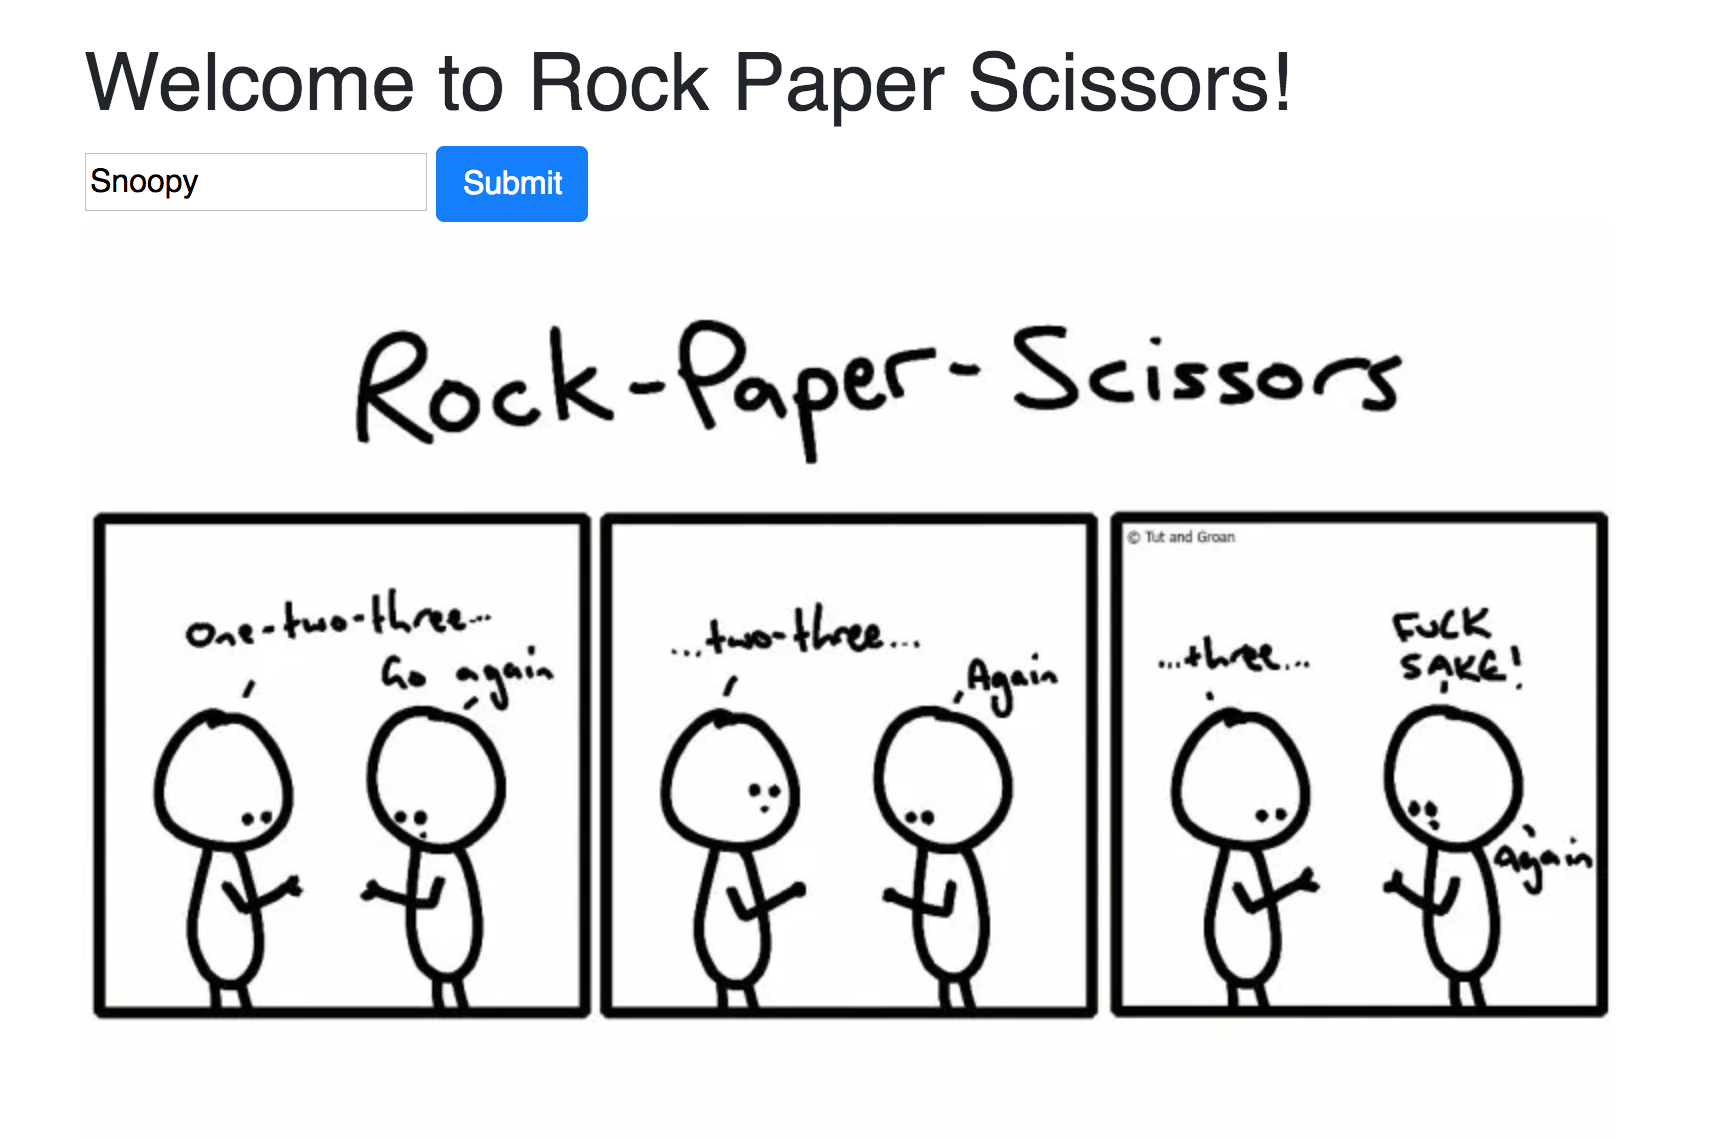 Welcome to Rock Paper Scissors!
Snoopy
Submit
Rock-Paper-Scissors
One-two-three...
Go again
...two-three...
Again
© Tut and Groan
...three...
FUCK
SAKE!
Again